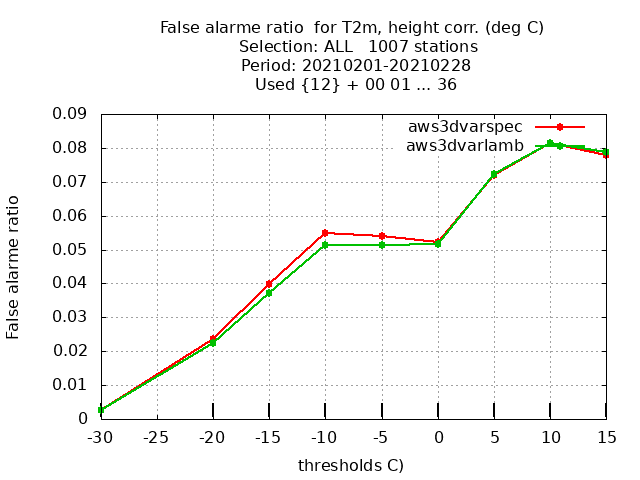 False alarme ratio  for T2m, height corr. (deg C)
Selection: ALL   1007 stations
Period: 20210201-20210228
Used {12} + 00 01 ... 36
aws3dvarspec
aws3dvarlamb
False alarme ratio
0.09
0.08
0.07
0.06
0.05
0.04
0.03
0.02
0.01
0
-30 -25 -20 -15 -10 -5 0 5 10 15
thresholds C)